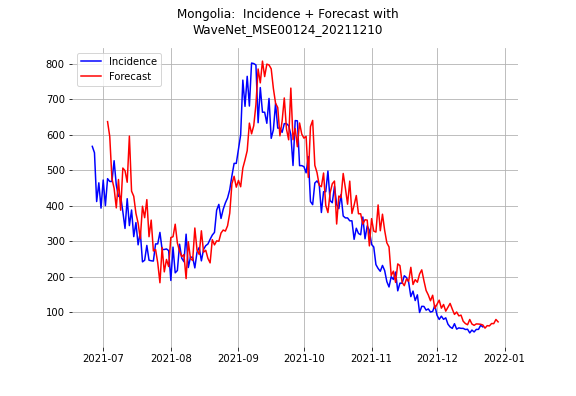 Mongolia:  Incidence + Forecast with
WaveNet_MSE00124_20211210
Incidence
Forecast
800
700
600
500
400
300
200
100
2021-07 2021-08 2021-09 2021-10 2021-11 2021-12 2022-01